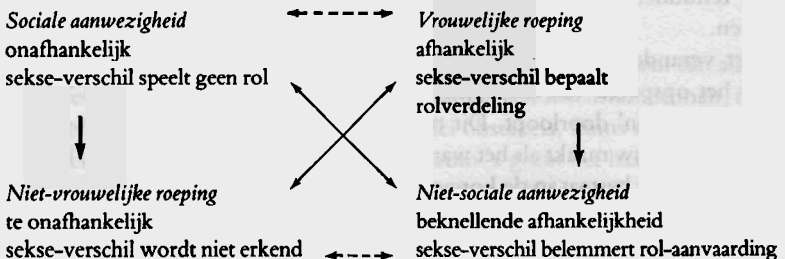 Sociale aanwezigheid
onafhankelijk
sekse-verschil speelt geen rol
Vrouwelijke roeping
afhankelijk
sekse-verschil bepaalt
rolverdeling
Niet-vrouwelijke roeping
te onafhankelijk
sekse-verschil wordt niet erkend
Niet-sociale aanwezigheid
beknellende afhankelijkheid
sekse-verschil belemmert rol-aanvaarding